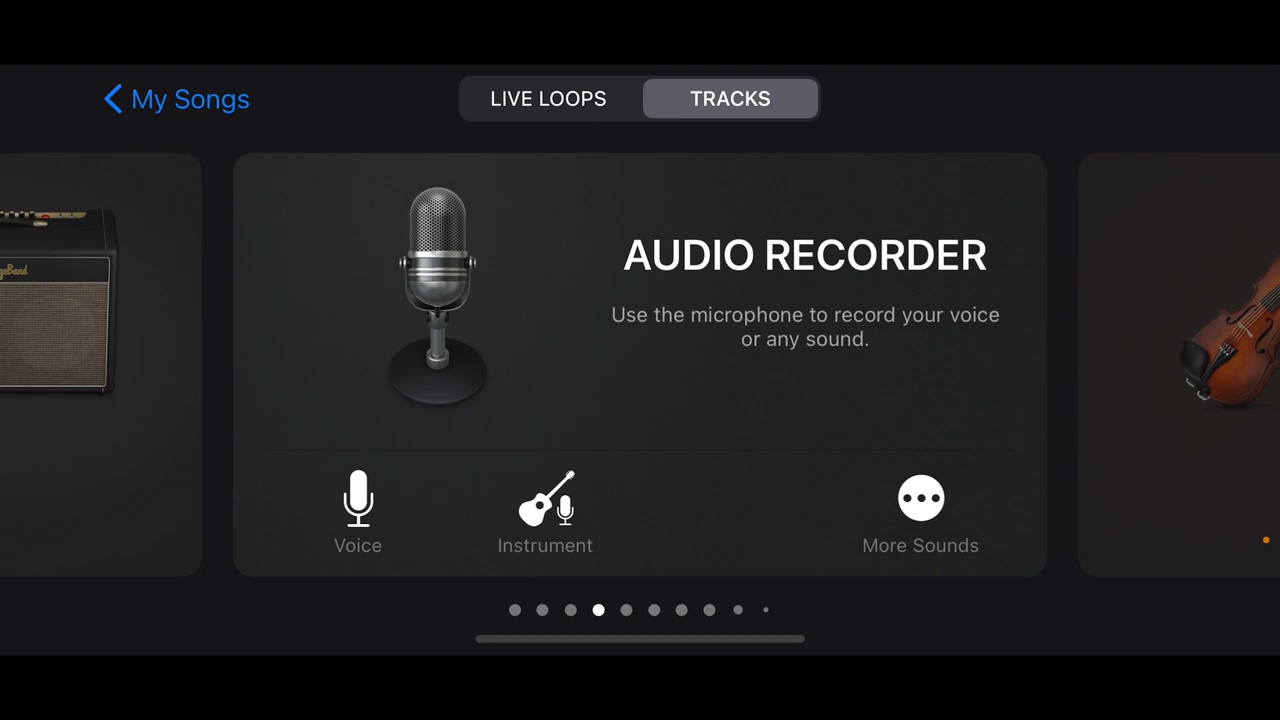 My Songs
LIVE LOOPS
TRACKS
AUDIO RECORDER
Use the microphone to record your voice
or any sound.
Voice
Instrument
More Sounds